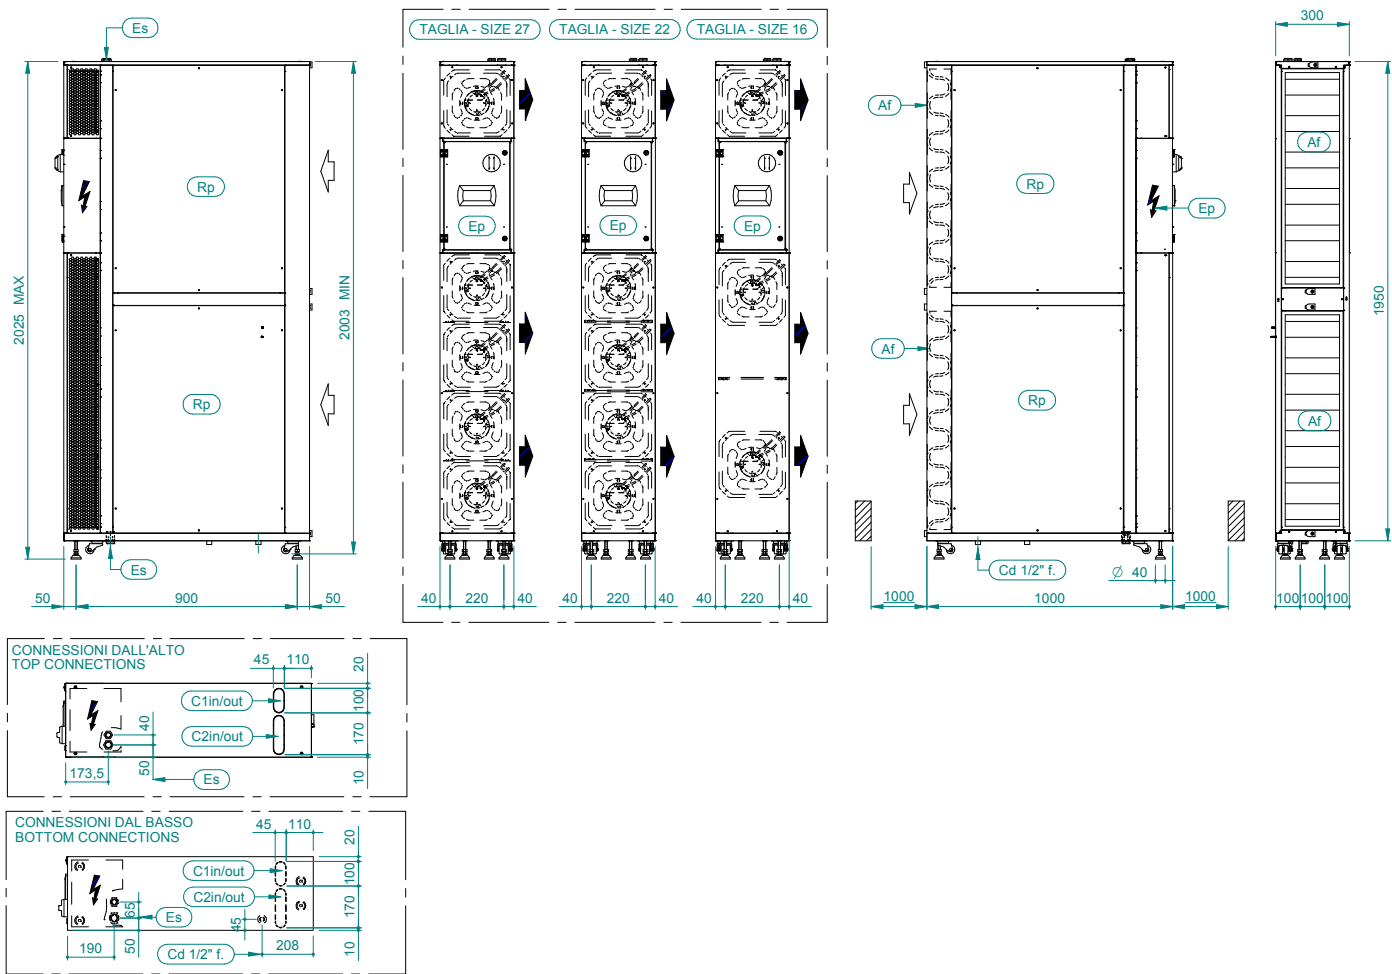 Es
2025 MAX
Rp
Rp
2003 MIN
Es
50
900
50
TAGLIA - SIZE 27
TAGLIA - SIZE 22
TAGLIA - SIZE 16
Ep
Ep
Ep
40
220
40
40
220
40
40
220
40
Af
Rp
Ep
Af
Rp
Cd 1/2" f.
Ø 40
1000
1000
1000
300
Af
Af
1950
100
100
100
CONNESSIONI DALL'ALTO
TOP CONNECTIONS
45
110
20
C1in/out
100
C2in/out
40
170
173,5
50
Es
10
CONNESSIONI DAL BASSO
BOTTOM CONNECTIONS
45
110
20
C1in/out
100
C2in/out
65
Es
45
170
190
50
Cd 1/2" f.
208
10